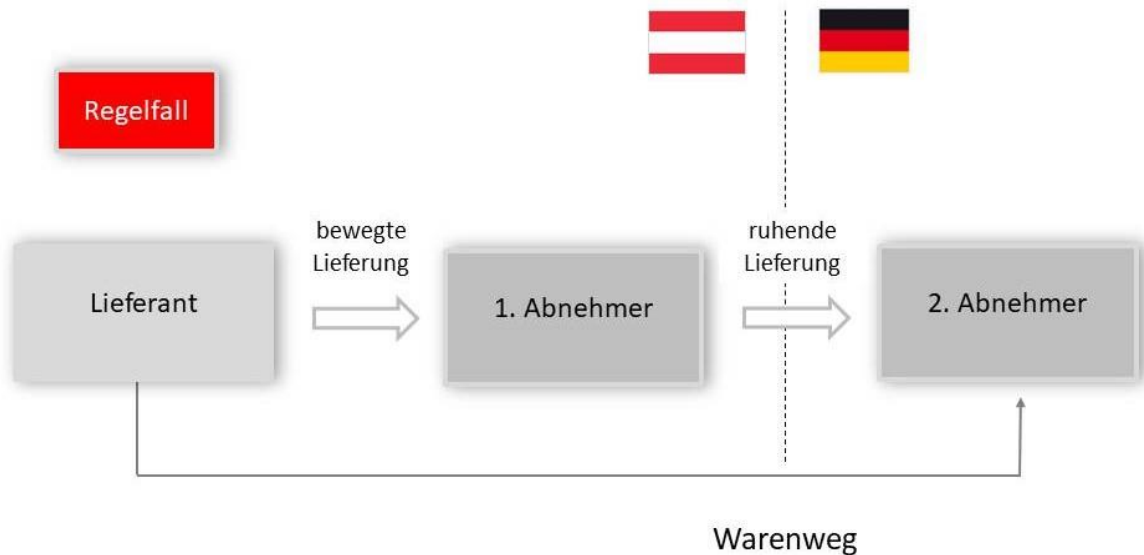 Regelfall
bewegte
Lieferung
ruhende
Lieferung
Lieferant
1. Abnehmer
2. Abnehmer
Warenweg